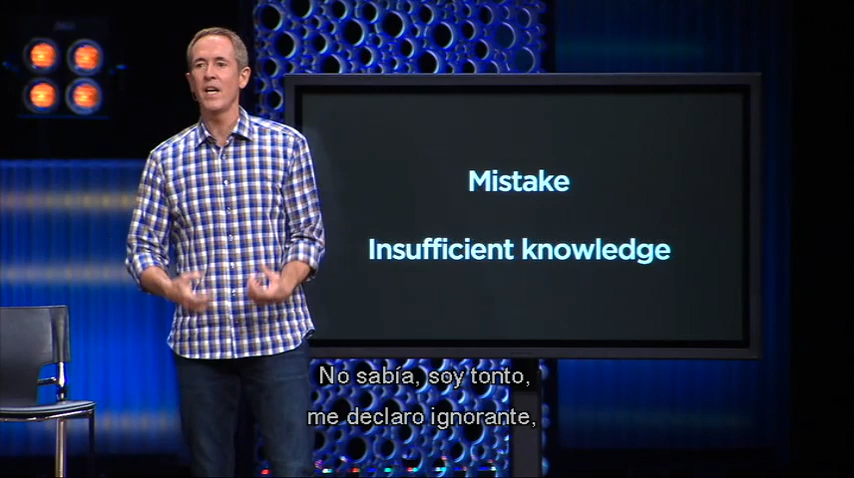 Mistake
Insufficient knowledge
No sabía, soy tonto,
me declaro ignorante,